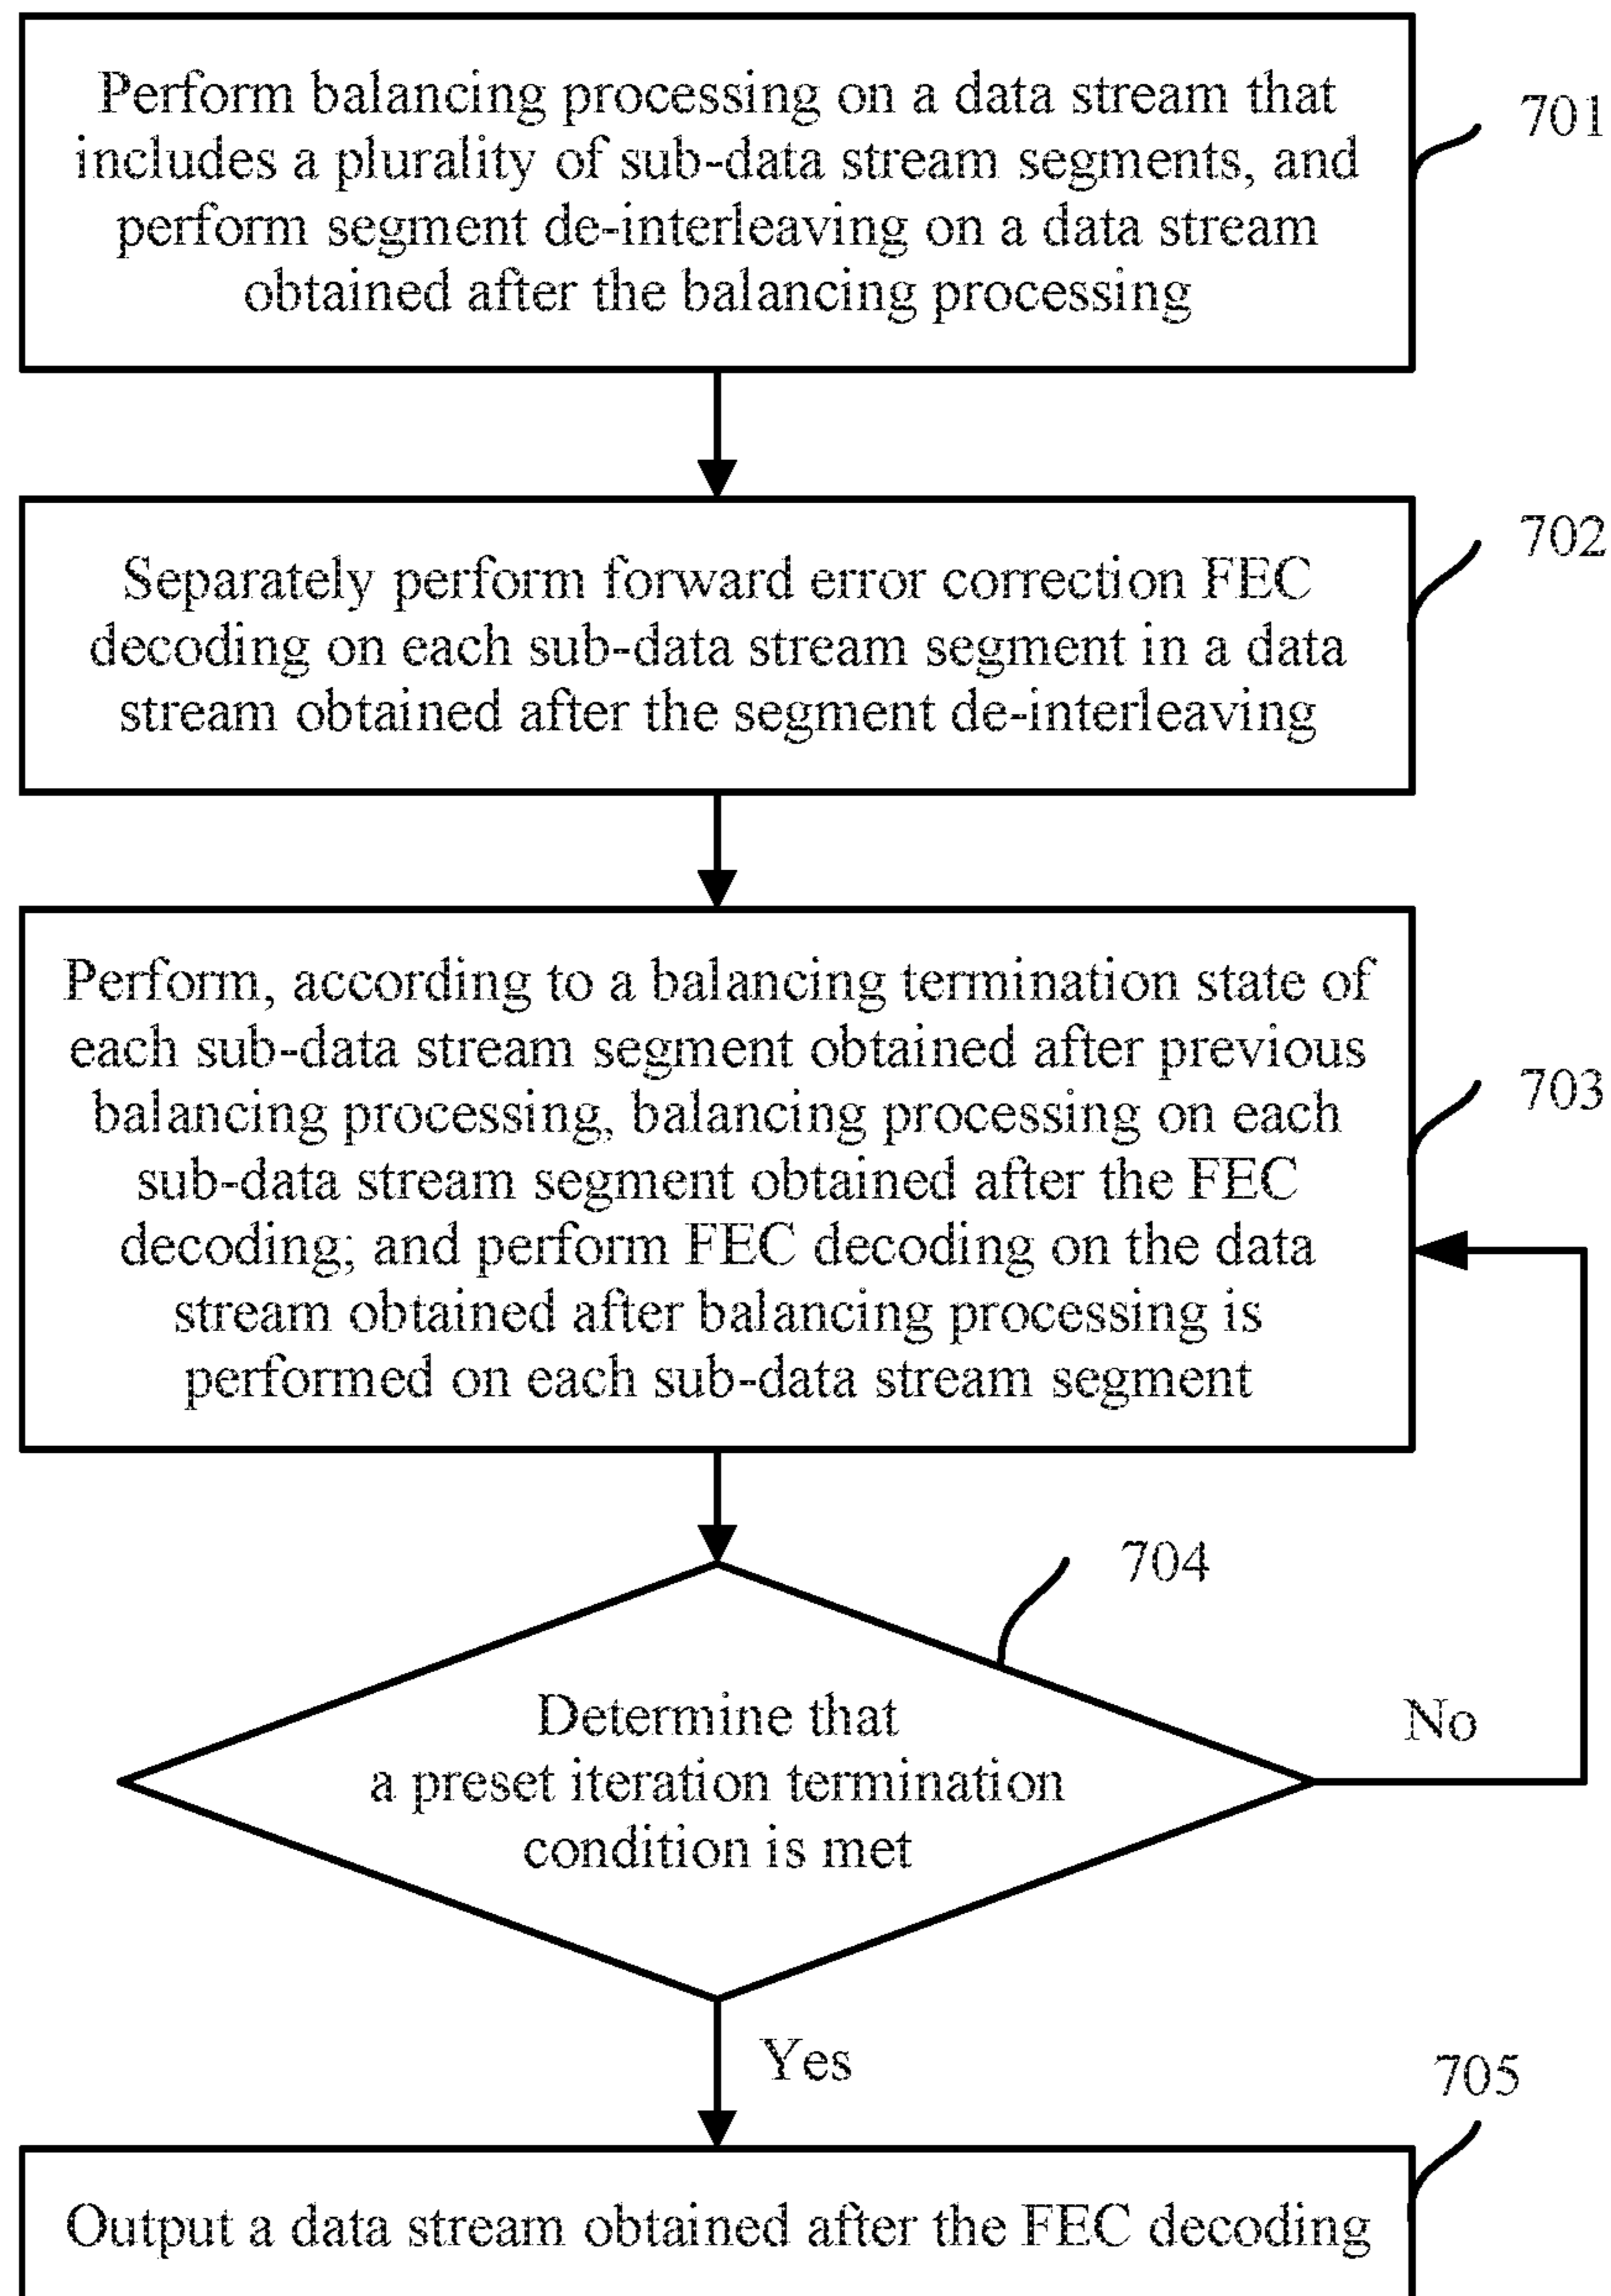 Perform balancing processing on a data stream that
includes a plurality of sub-data stream segments, and
perform segment de-interleaving on a data stream
obtained after the balancing processing
701
Separately perform forward error correction FEC
decoding on each sub-data stream segment in a data
stream obtained after the segment de-interleaving
702
Perform, according to a balancing termination state of
each sub-data stream segment obtained after previous
balancing processing, balancing processing on each
sub-data stream segment obtained after the FEC
decoding; and perform FEC decoding on the data
stream obtained after balancing processing is
performed on each sub-data stream segment
703
704
Determine that
a preset iteration termination
condition is met
No
Yes
705
Output a data stream obtained after the FEC decoding